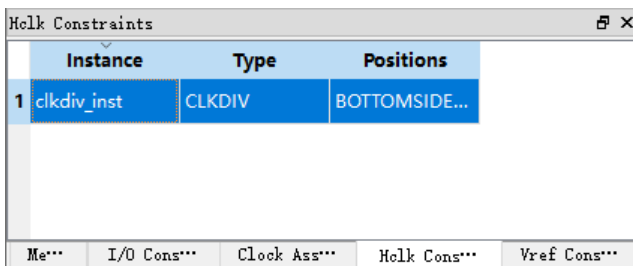 Hclk Constraints
Instance Type Positions
1 clkdiv_inst CLKDIV BOTTOMSIDE...
Me... I/O Cons... Clock Ass... Hclk Cons... Vref Cons...